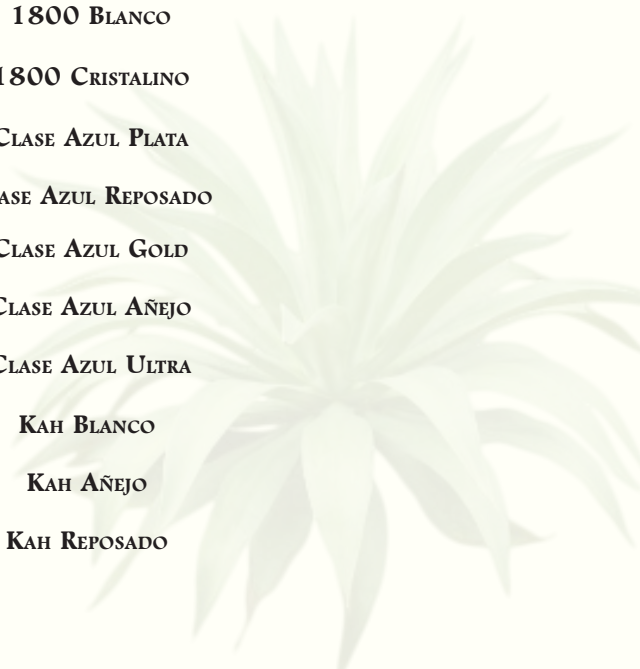 1800 Blanco
1800 Cristalino
Clase Azul Plata
ase Azul Reposado
Clase Azul Gold
Clase Azul Añejo
Clase Azul Ultra
Kah Blanco
Kah Añejo
Kah Reposado